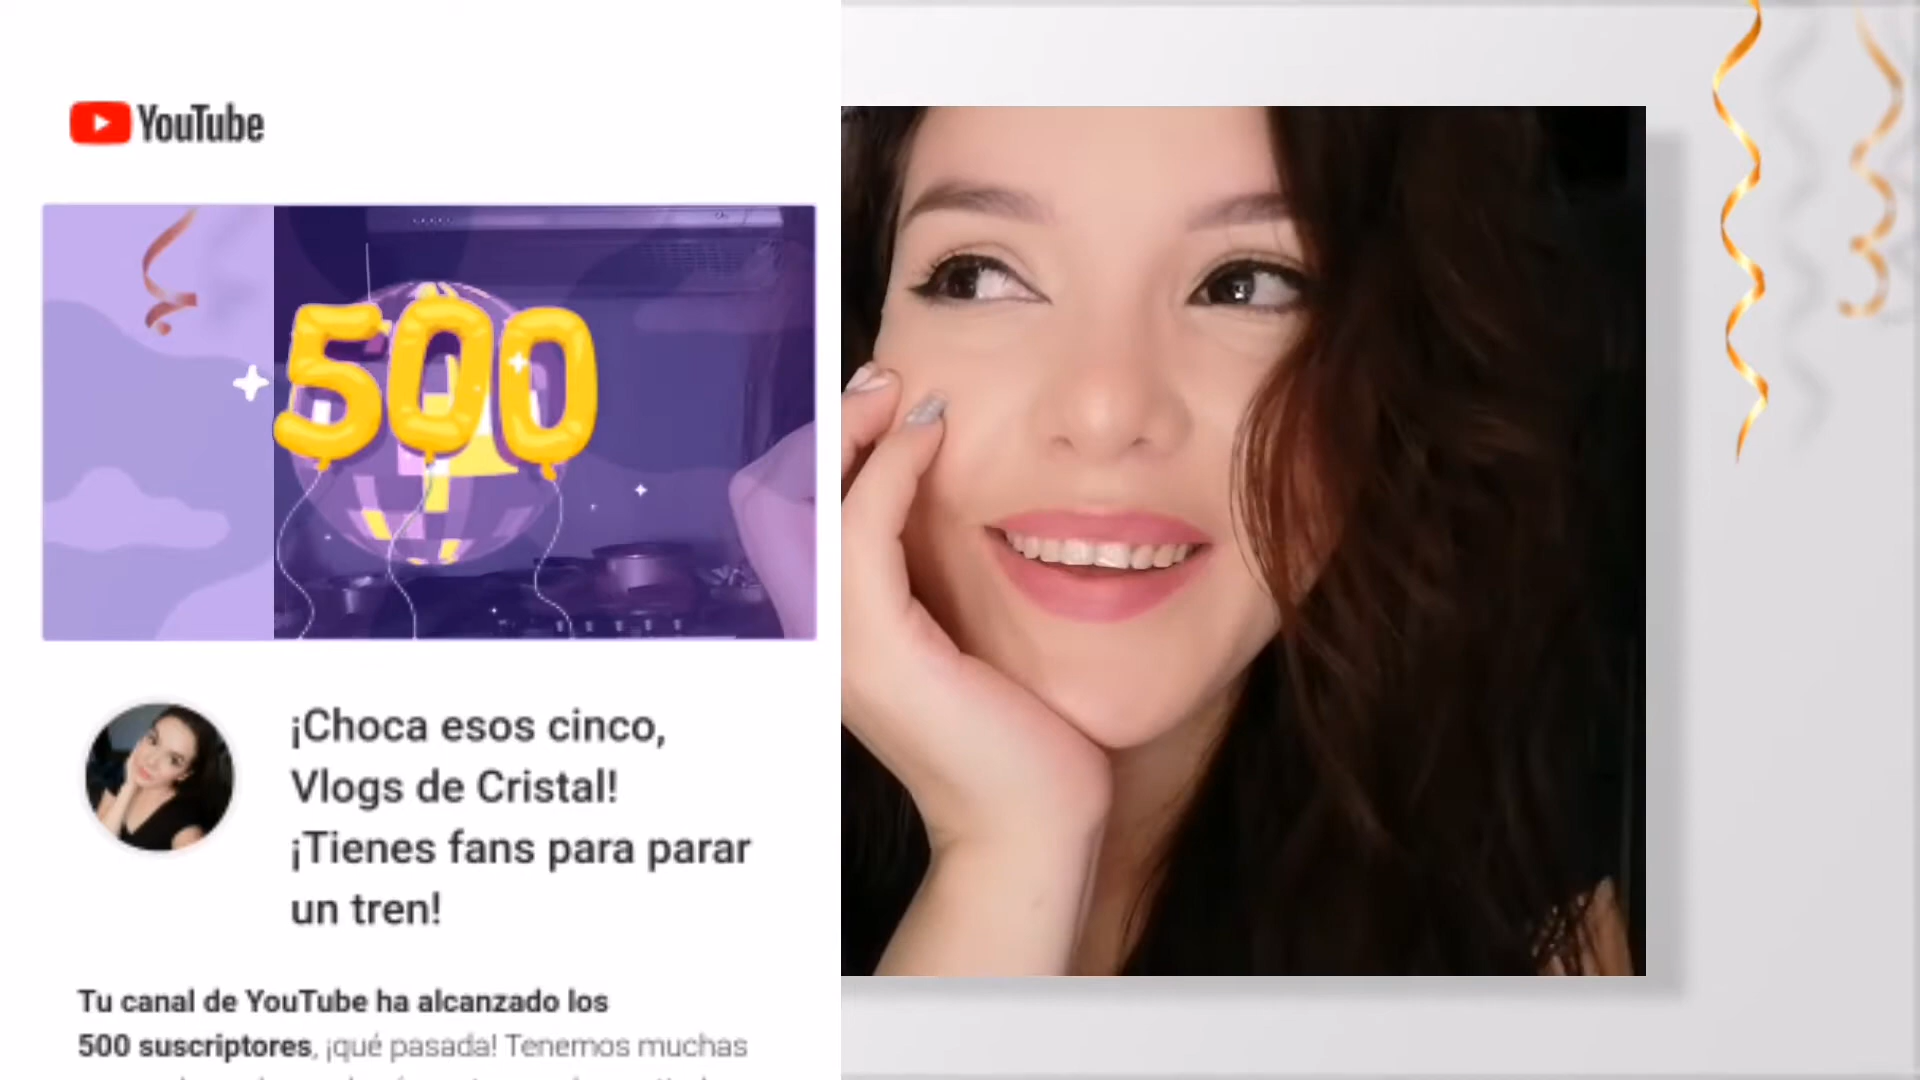 YouTube
500
¡Choca esos cinco,
Vlogs de Cristal!
¡Tienes fans para parar
un tren!
Tu canal de YouTube ha alcanzado los
500 suscriptores, ¡qué pasada! Tenemos muchas